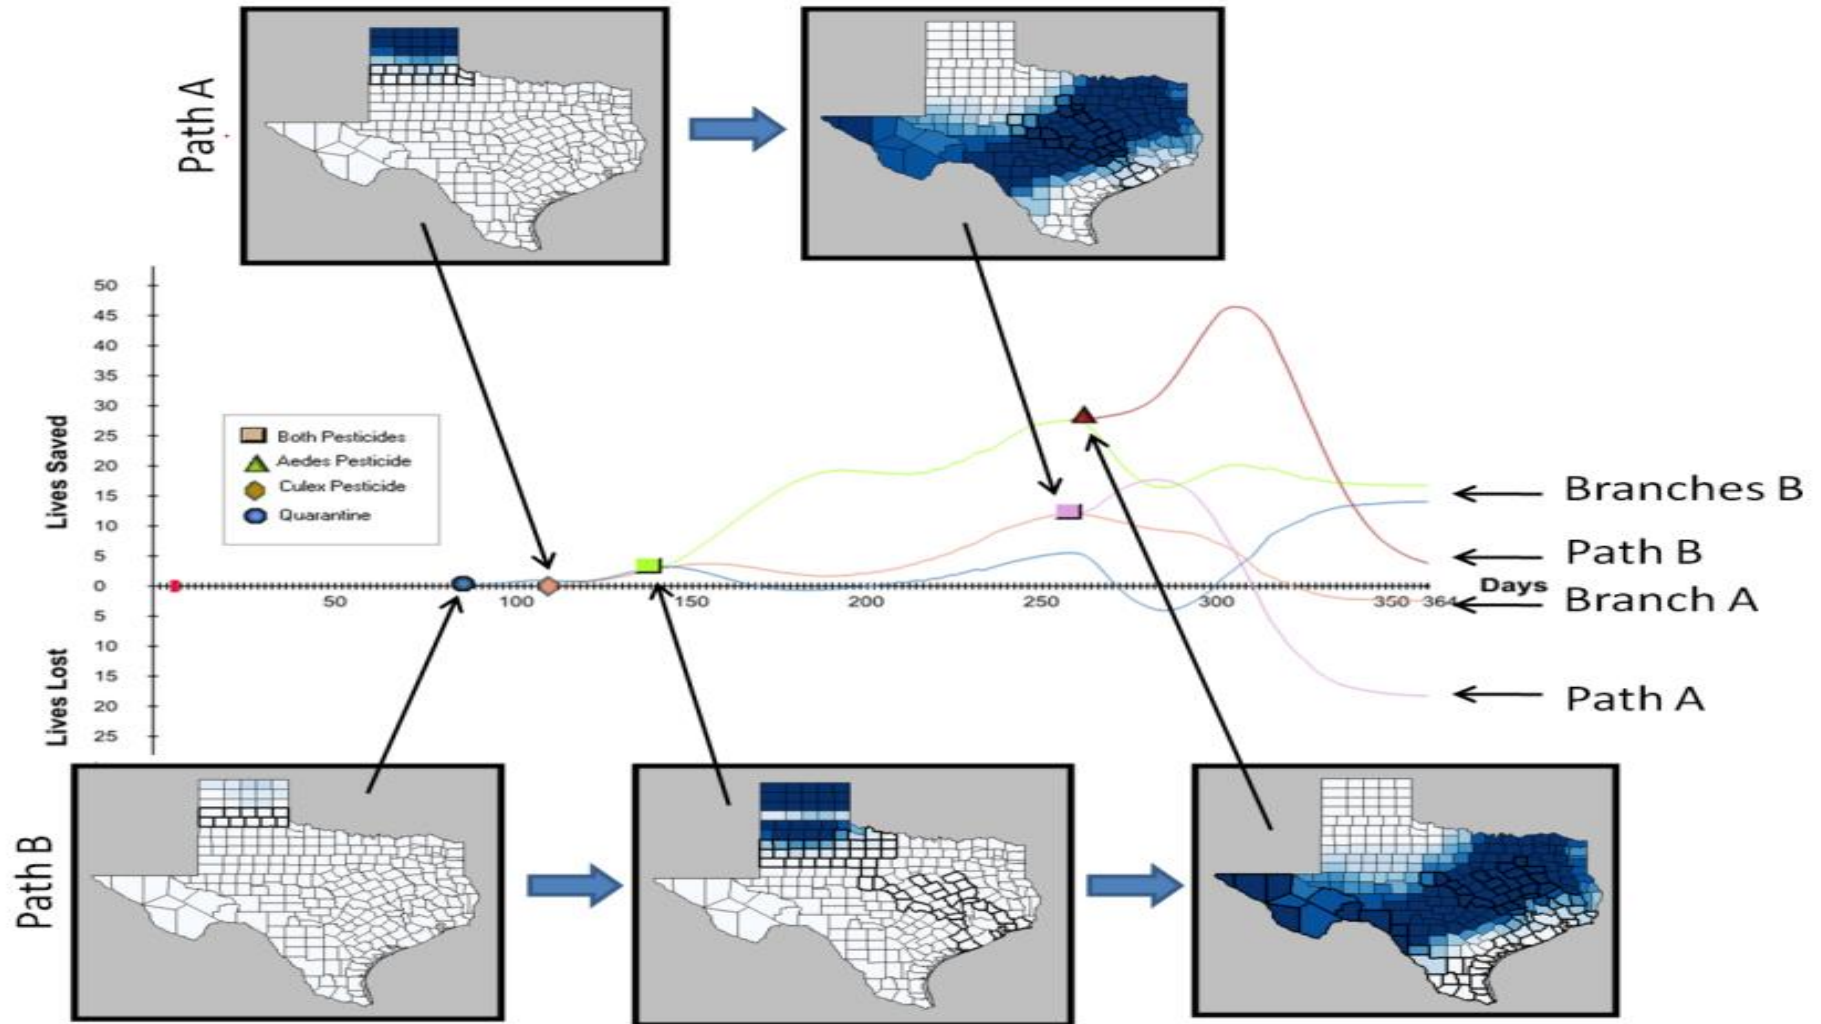 Path A
50
45
40
35
30
25
20
15
10
5
0
5
10
15
20
25
Lives Saved
Lives Lost
Both Pesticides
Aedes Pesticide
Culex Pesticide
Quarantine
50 100 150 200 250 300 350 364
Days
Branches B
Path B
Branch A
Path A
Path B